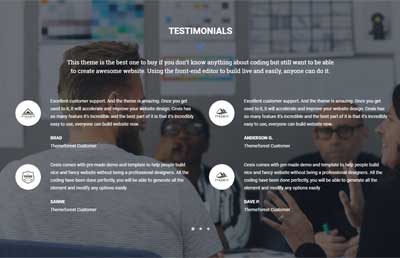 TESTIMONIALS
This theme is the best one to buy if you don't know anything about coding but still want to be able
to create awesome website. Using the front-end editor to build live and easily, anyone can do it.
Excellent customer support. And the theme is amazing. Once you get
used to it, it will accelerate and improve your website design. Cesis has
so many feature it's incredible and the best part of it is that it's incredibly
easy to use, everyone can build website now.
BRAD
Themeforest Customer
Excellent customer support. And the theme is amazing. Once you get
used to it, it will accelerate and improve your website design. Cesis has
so many feature it's incredible and the best part of it is that it's incredibly
easy to use, everyone can build website now.
ANDERSON G.
Themeforest Customer
Cesis comes with pre-made demo and template to help people build
nice and fancy website without being a professional designers. All the
coding have been done perfectly, you will be able to generate all the
element and modify any options easily
SANNE
Themeforest Customer
Cesis comes with pre-made demo and template to help people build
nice and fancy website without being a professional designers. All the
coding have been done perfectly, you will be able to generate all the
element and modify any options easily
DAVE P.
Themeforest Customer